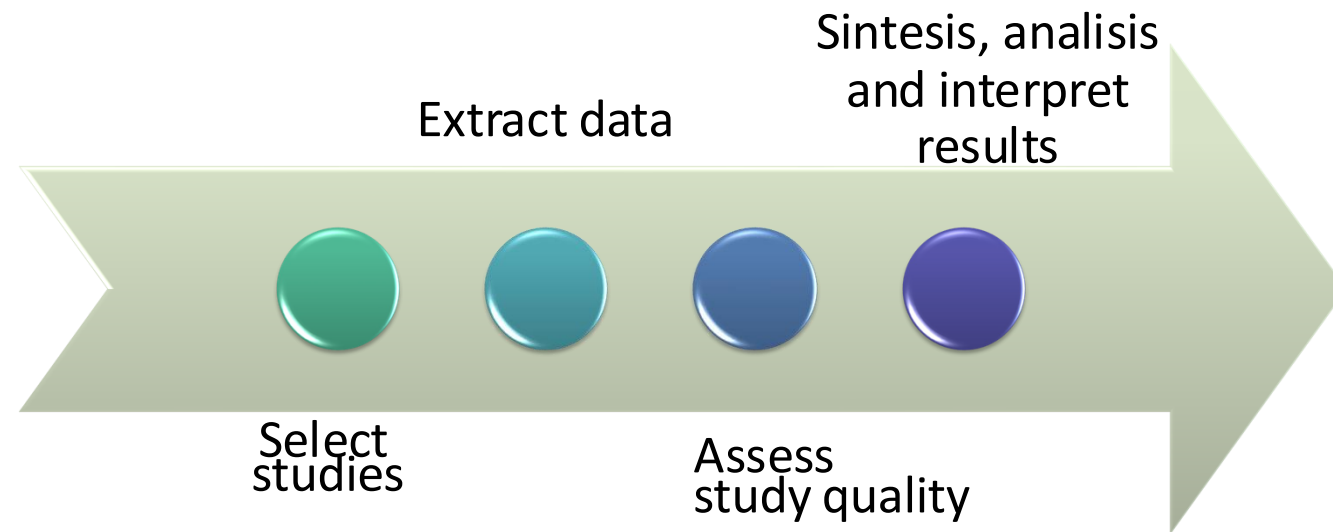 Sintesis, analisis
and interpret
results
Extract data
Select
studies
Assess
study quality